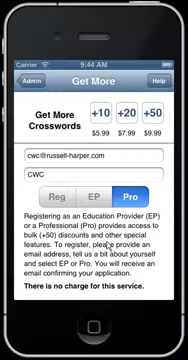 Carrier 9:44 AM
Admin Get More Help
Get More +10 +20 +50
Crosswords $5.99 $7.99 $9.99
cwc@russell-harper.com
CWC
Reg EP Pro
Registering as an Education Provider (EP)
or a Professional (Pro) provides access to
bulk (+50) discounts and other special
features. To register, please provide an
email address, tell us a bit about yourself
and select EP or Pro. You will receive an
email confirming your application.
There is no charge for this service.